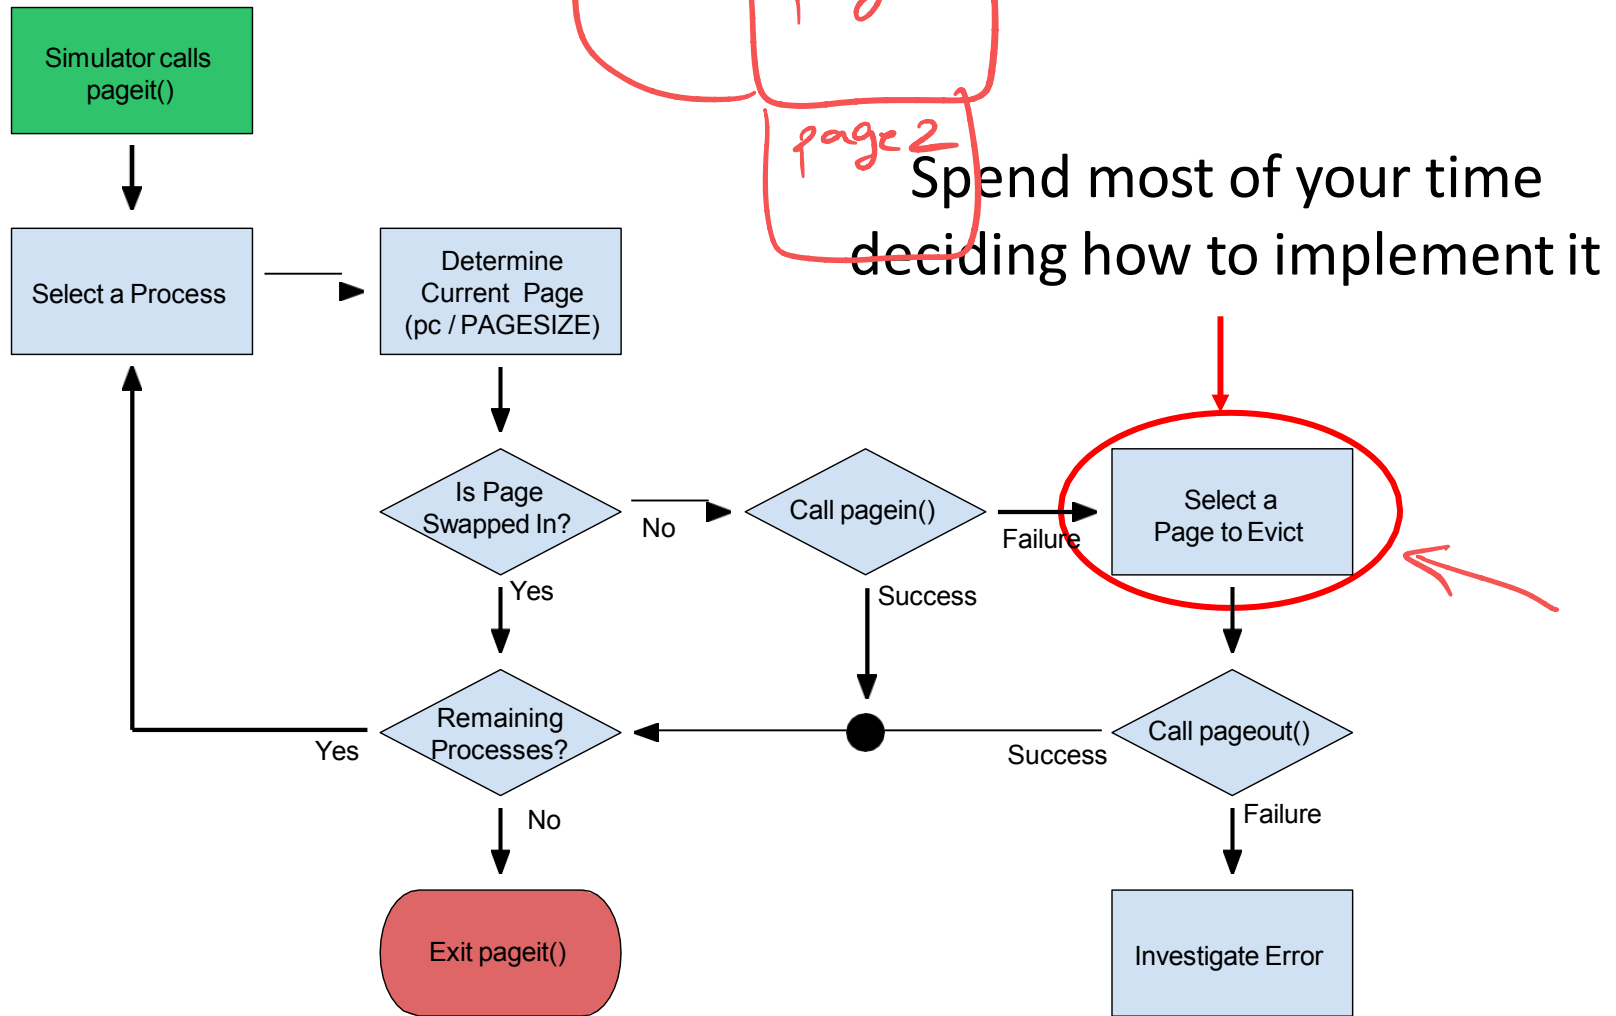 Simulator calls
pageit()
page 2
Spend most of your time
deciding how to implement it
Select a Process
Determine
Current Page
(pc / PAGESIZE)
Is Page
Swapped In?
No
Call pagein()
Failure
Select a
Page to Evict
Yes
Success
Remaining
Processes?
Yes
Success
Call pageout()
No
Failure
Exit pageit()
Investigate Error